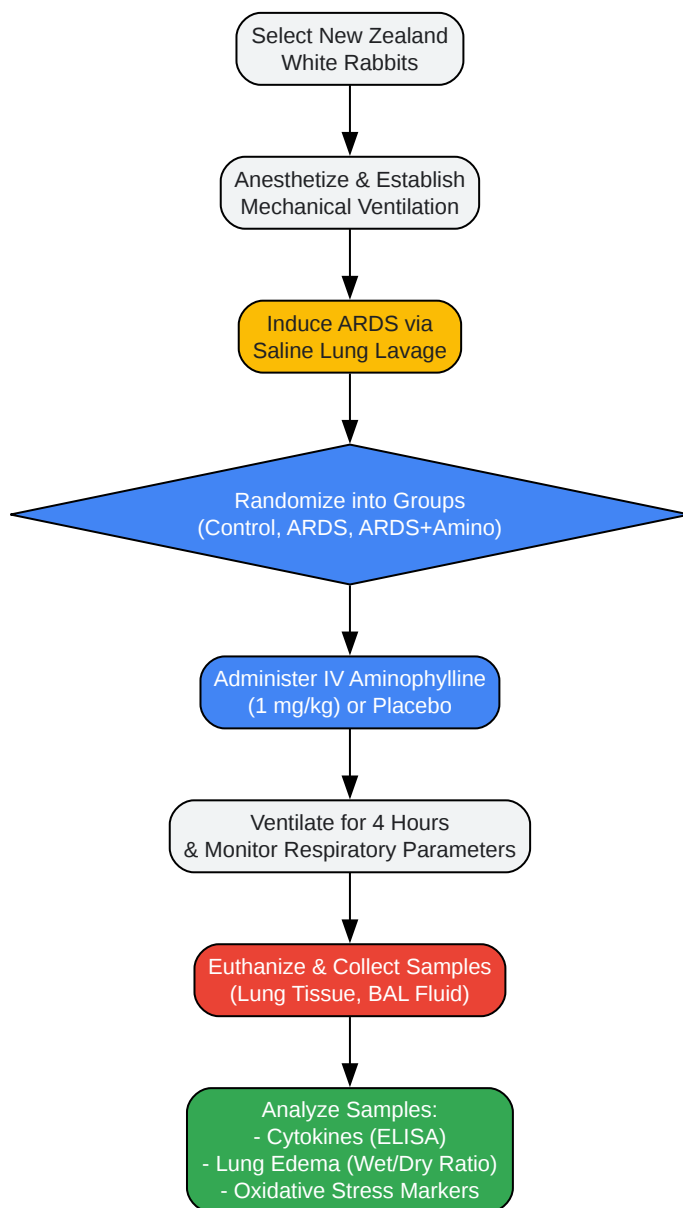 Select New Zealand
White Rabbits
Anesthetize & Establish
Mechanical Ventilation
Induce ARDS via
Saline Lung Lavage
Randomize into Groups
(Control, ARDS, ARDS+Amino)
Administer IV Aminophylline
(1 mg/kg) or Placebo
Ventilate for 4 Hours
& Monitor Respiratory Parameters
Euthanize & Collect Samples
(Lung Tissue, BAL Fluid)
Analyze Samples:
- Cytokines (ELISA)
- Lung Edema (Wet/Dry Ratio)
- Oxidative Stress Markers